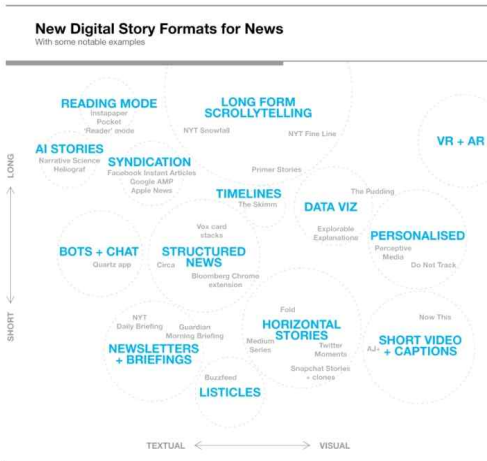 New Digital Story Formats for News
With some notable examples
READING MODE
Instapaper
Pocket
'Reader' mode
LONG FORM
SCROLLYTELLING
NYT Snowfall
NYT Fine Line
VR + AR
AI STORIES
Narrative Science
Heliograf
SYNDICATION
Facebook Instant Articles
Google AMP
Apple News
Primer Stories
TIMELINES
The Skimm
DATA VIZ
The Pudding
Explorable
Explanations
LONG
BOTS + CHAT
Quartz app
Vox card
stacks
STRUCTURED
NEWS
Circa
Bloomberg Chrome
extension
PERSONALISED
Perceptive
Media
Do Not Track
SHORT
NYT
Daily Briefing
Guardian
Morning Briefing
NEWSLETTERS
+ BRIEFINGS
Fold
HORIZONTAL
STORIES
Medium
Series
Twitter
Moments
Snapchat Stories
+ clones
Now This
SHORT VIDEO
+ CAPTIONS
AJ+
Buzzfeed
LISTICLES
TEXTUAL
VISUAL